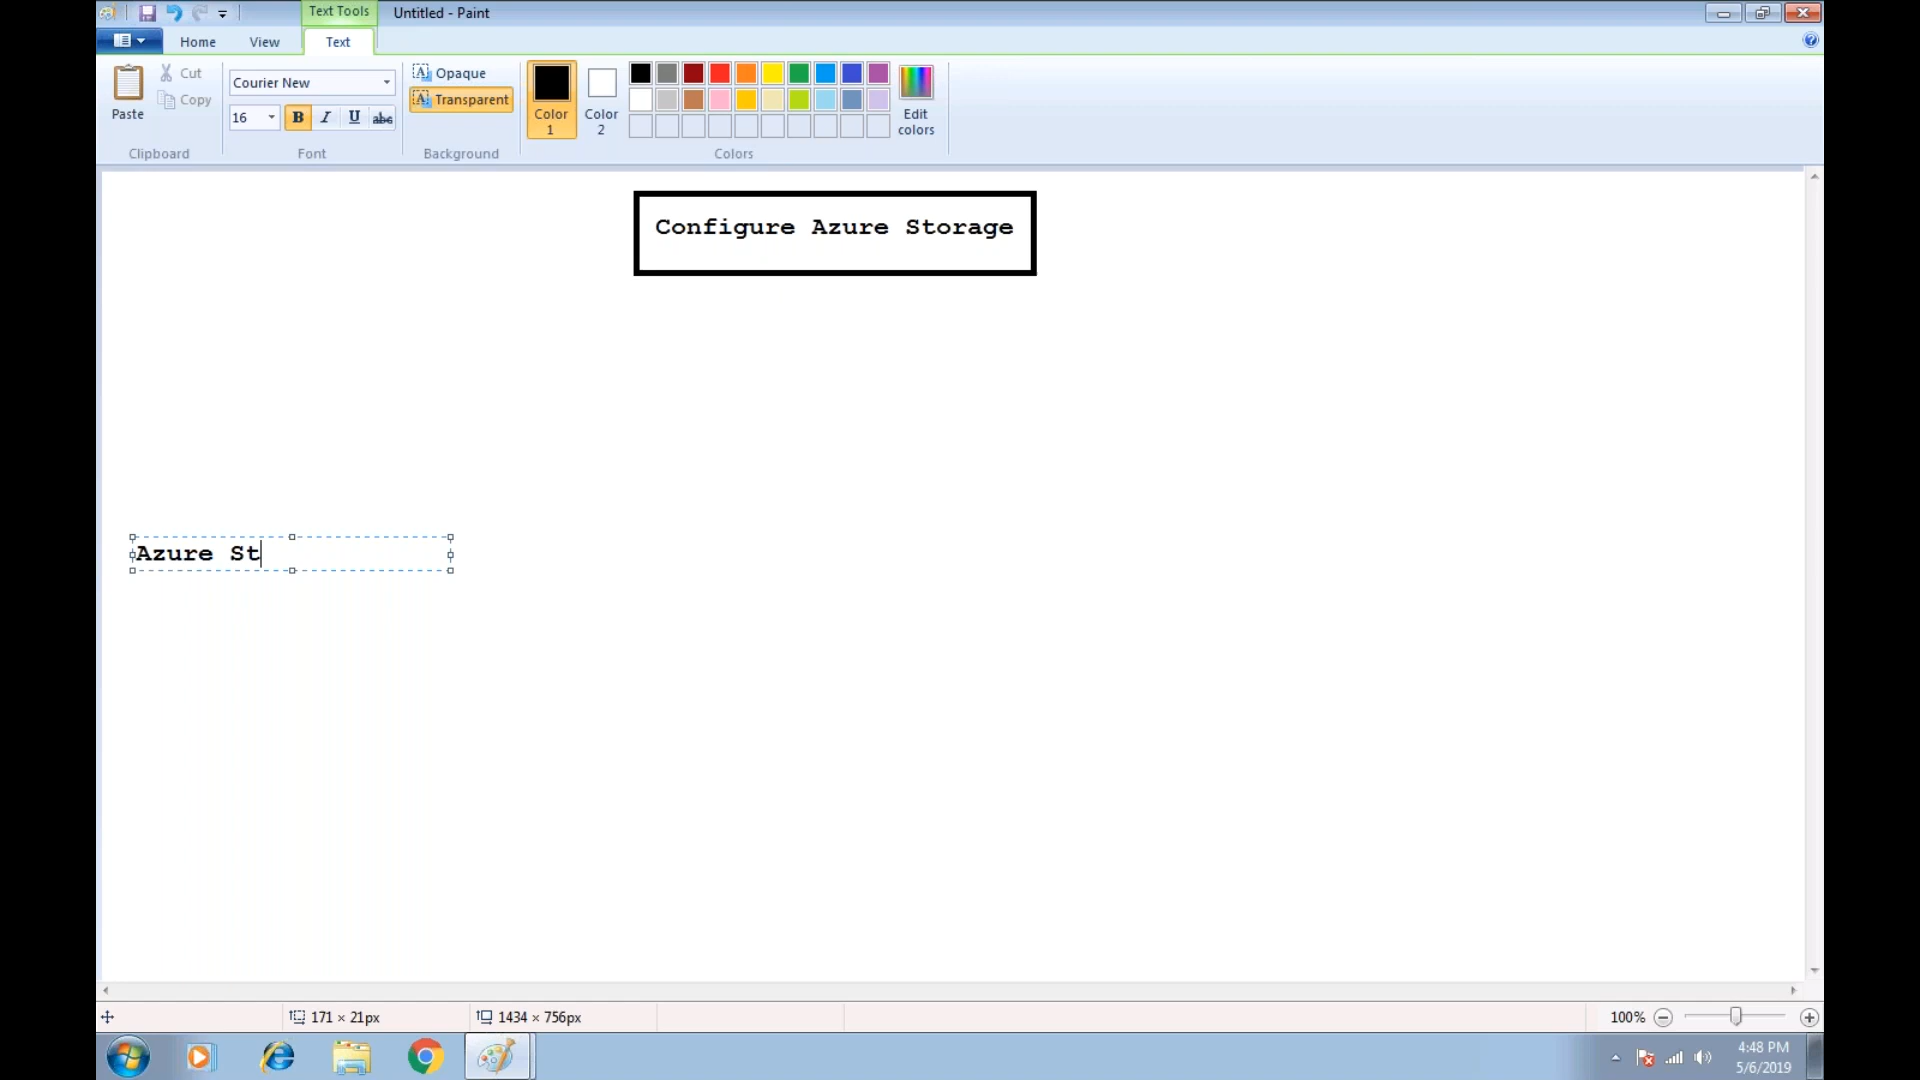 Text Tools
Untitled - Paint
Home
View
Text
Cut
Copy
Paste
Clipboard
Courier New
16
B
I
U
abc
Font
Opaque
Transparent
Background
Color
1
Color
2
Edit
colors
Colors
Configure Azure Storage
Azure St
171 × 21px
1434 × 756px
100%
4:48 PM
5/6/2019